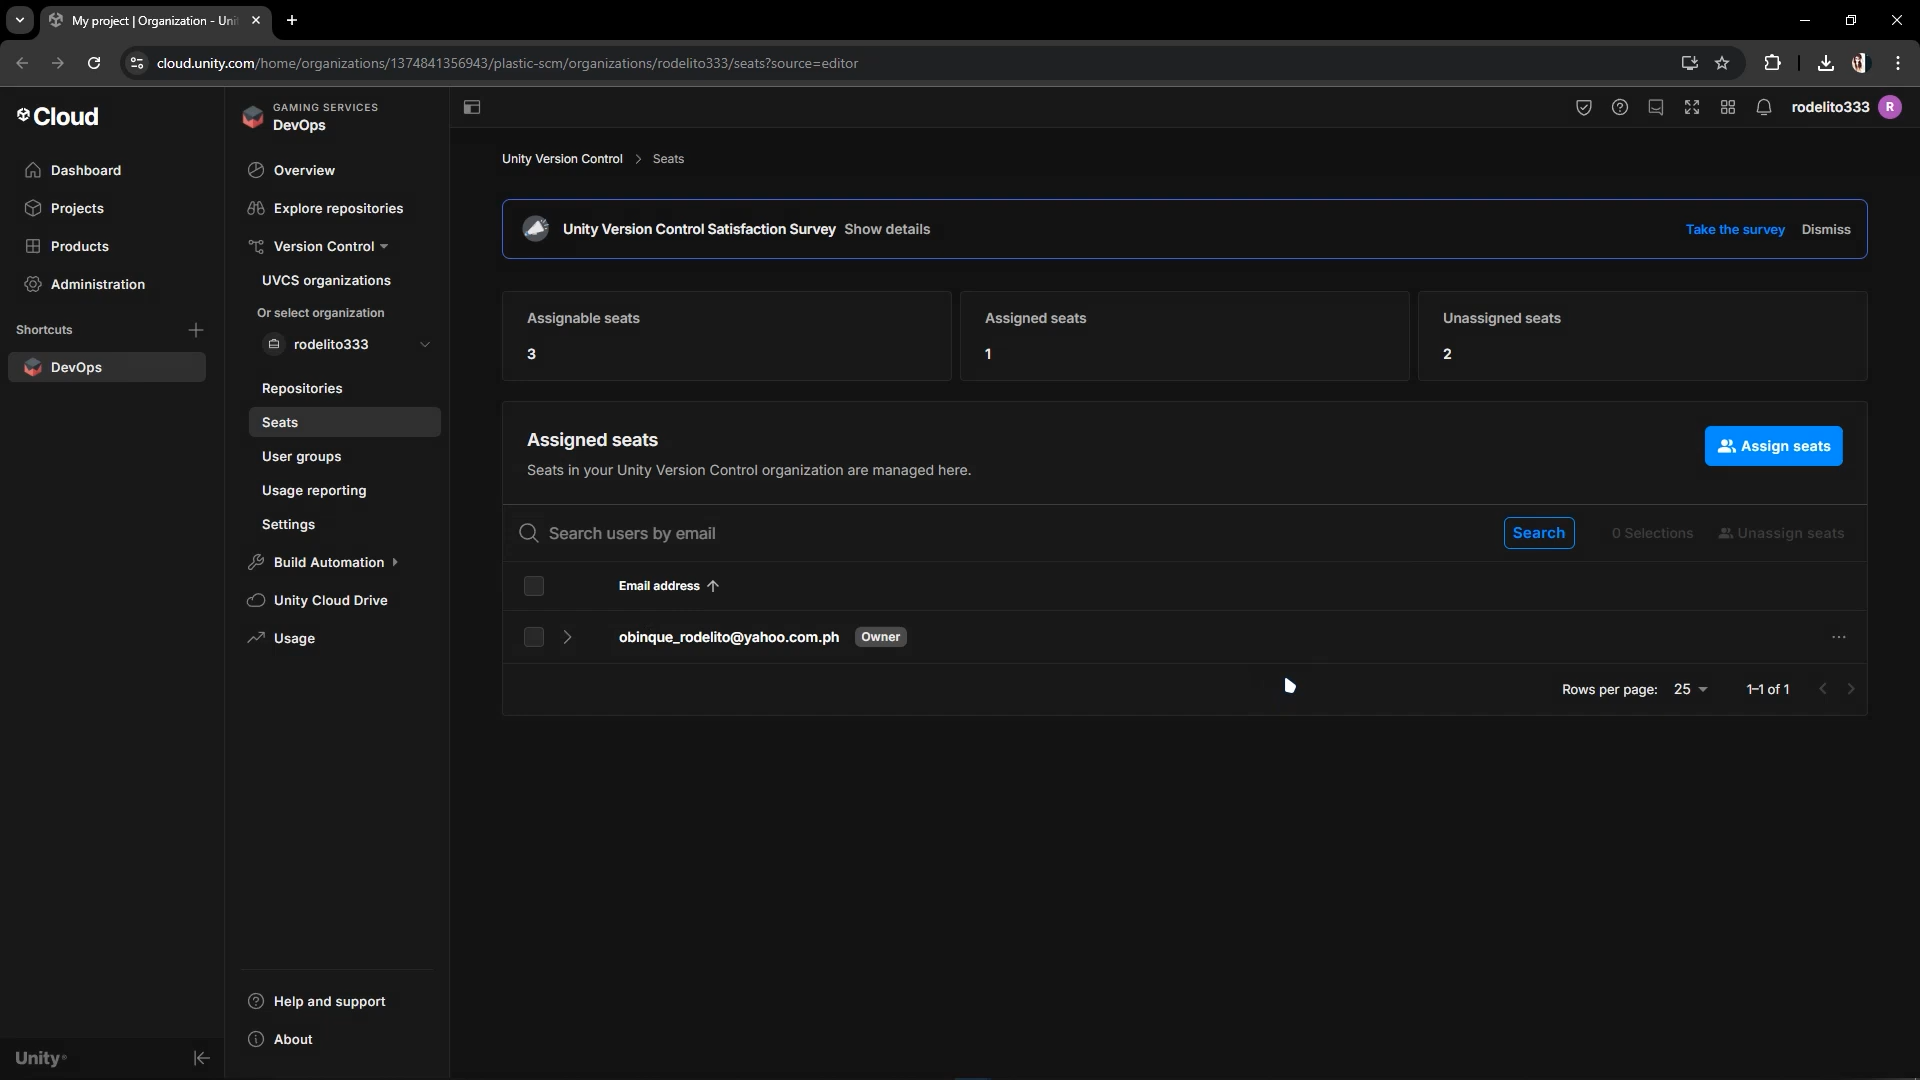 My project | Organization - Uni
cloud.unity.com/home/organizations/1374841356943/plastic-scm/organizations/rodelito333/seats?source=editor
Cloud
Dashboard
Projects
Products
Administration
Shortcuts
DevOps
Unity
GAMING SERVICES
DevOps
Overview
Explore repositories
Version Control
UVCS organizations
Or select organization
rodelito333
Repositories
Seats
User groups
Usage reporting
Settings
Build Automation
Unity Cloud Drive
Usage
Help and support
About
rodelito333 R
Unity Version Control > Seats
Unity Version Control Satisfaction Survey Show details Take the survey Dismiss
Assignable seats
3
Assigned seats
1
Unassigned seats
2
Assigned seats
Seats in your Unity Version Control organization are managed here.
Assign seats
Search users by email Search 0 Selections Unassign seats
Email address
obinque_rodelito@yahoo.com.ph Owner
Rows per page: 25 1-1 of 1